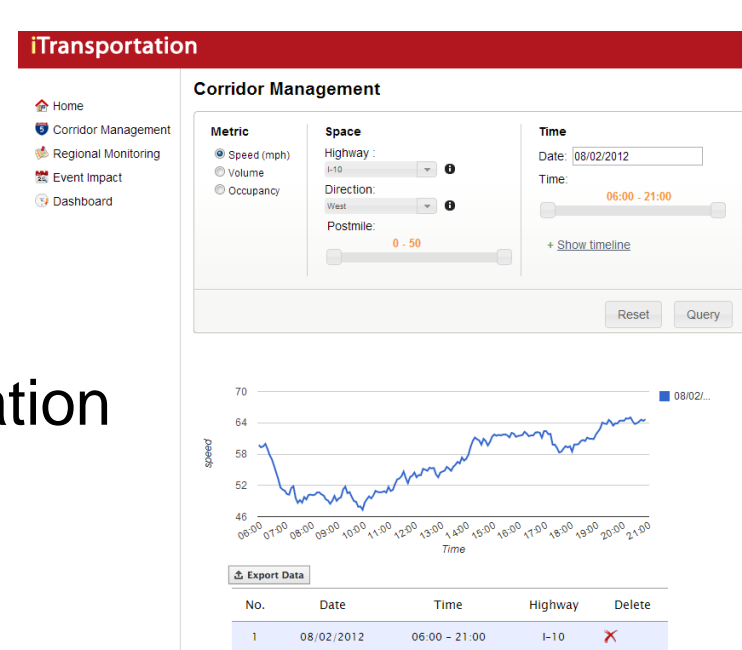 iTransportation
Home
Corridor Management
Regional Monitoring
Event Impact
Dashboard
Corridor Management
Metric
Speed (mph)
Volume
Occupancy
Space
Highway :
I-10
Direction:
West
Postmile:
0 - 50
Time
Date: 08/02/2012
Time:
06:00 - 21:00
+ Show timeline
Reset Query
ation
70
64
58
52
46
speed
08/02/...
06:00 07:00 08:00 09:00 10:00 11:00 12:00 13:00 14:00 15:00 16:00 17:00 18:00 19:00 20:00 21:00
Time
Export Data
No. Date Time Highway Delete
1 08/02/2012 06:00 - 21:00 I-10